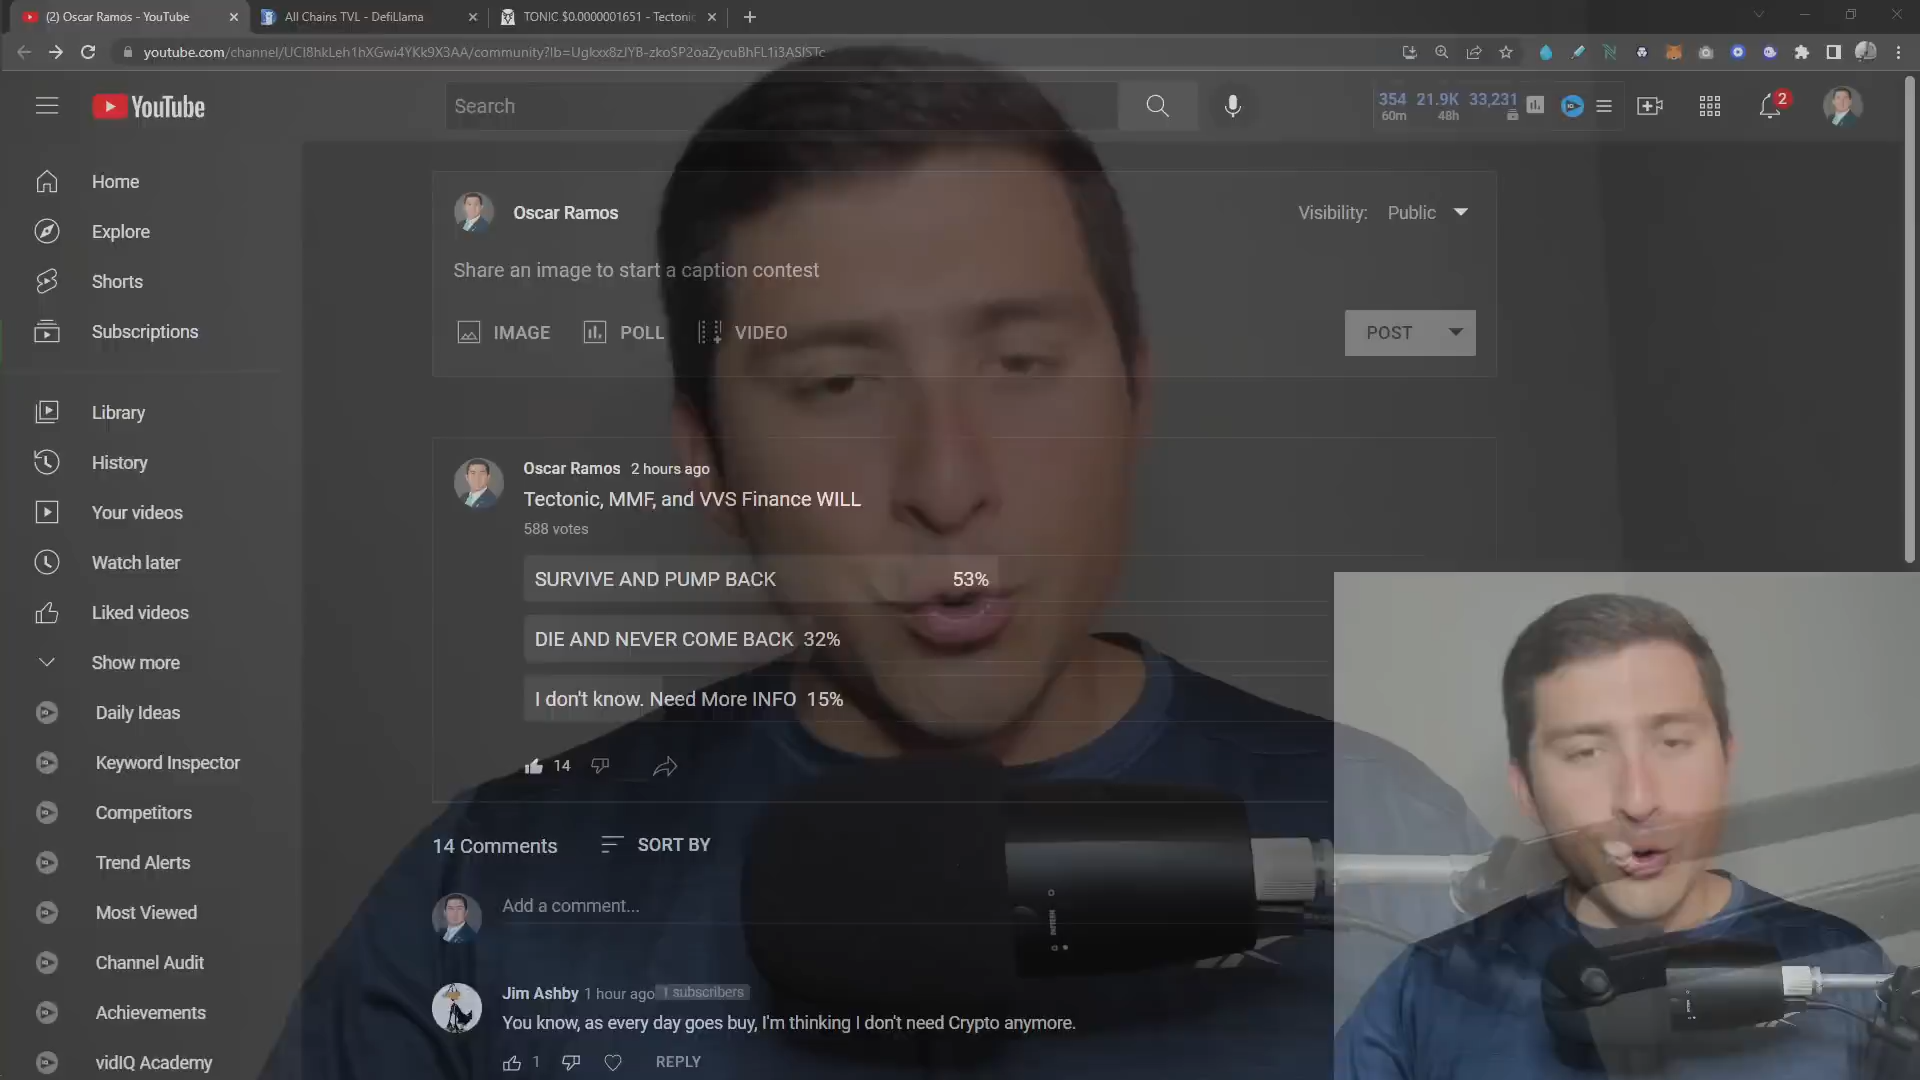 (2) Oscar Ramos - YouTube
All Chains TVL - DefiLlama
TONIC $0.0000001651 - Tectonic
youtube.com/channel/UCI8hkLeh1hXGwi4YKk9X3AA/community?lb=Ugkxx8zJYB-zkoSP2oaZycuBhFL1i3ASlSTc
YouTube
Search
354 21.9K 33,231
60m 48h
2
Home
Explore
Shorts
Subscriptions
Library
History
Your videos
Watch later
Liked videos
Show more
Daily Ideas
Keyword Inspector
Competitors
Trend Alerts
Most Viewed
Channel Audit
Achievements
vidIQ Academy
Oscar Ramos
Visibility: Public
Share an image to start a caption contest
IMAGE POLL VIDEO
POST
Oscar Ramos 2 hours ago
Tectonic, MMF, and VVS Finance WILL
588 votes
SURVIVE AND PUMP BACK 53%
DIE AND NEVER COME BACK 32%
I don't know. Need More INFO 15%
14
14 Comments SORT BY
Add a comment...
Jim Ashby 1 hour ago 1 subscribers
You know, as every day goes buy, I'm thinking I don't need Crypto anymore.
1 REPLY